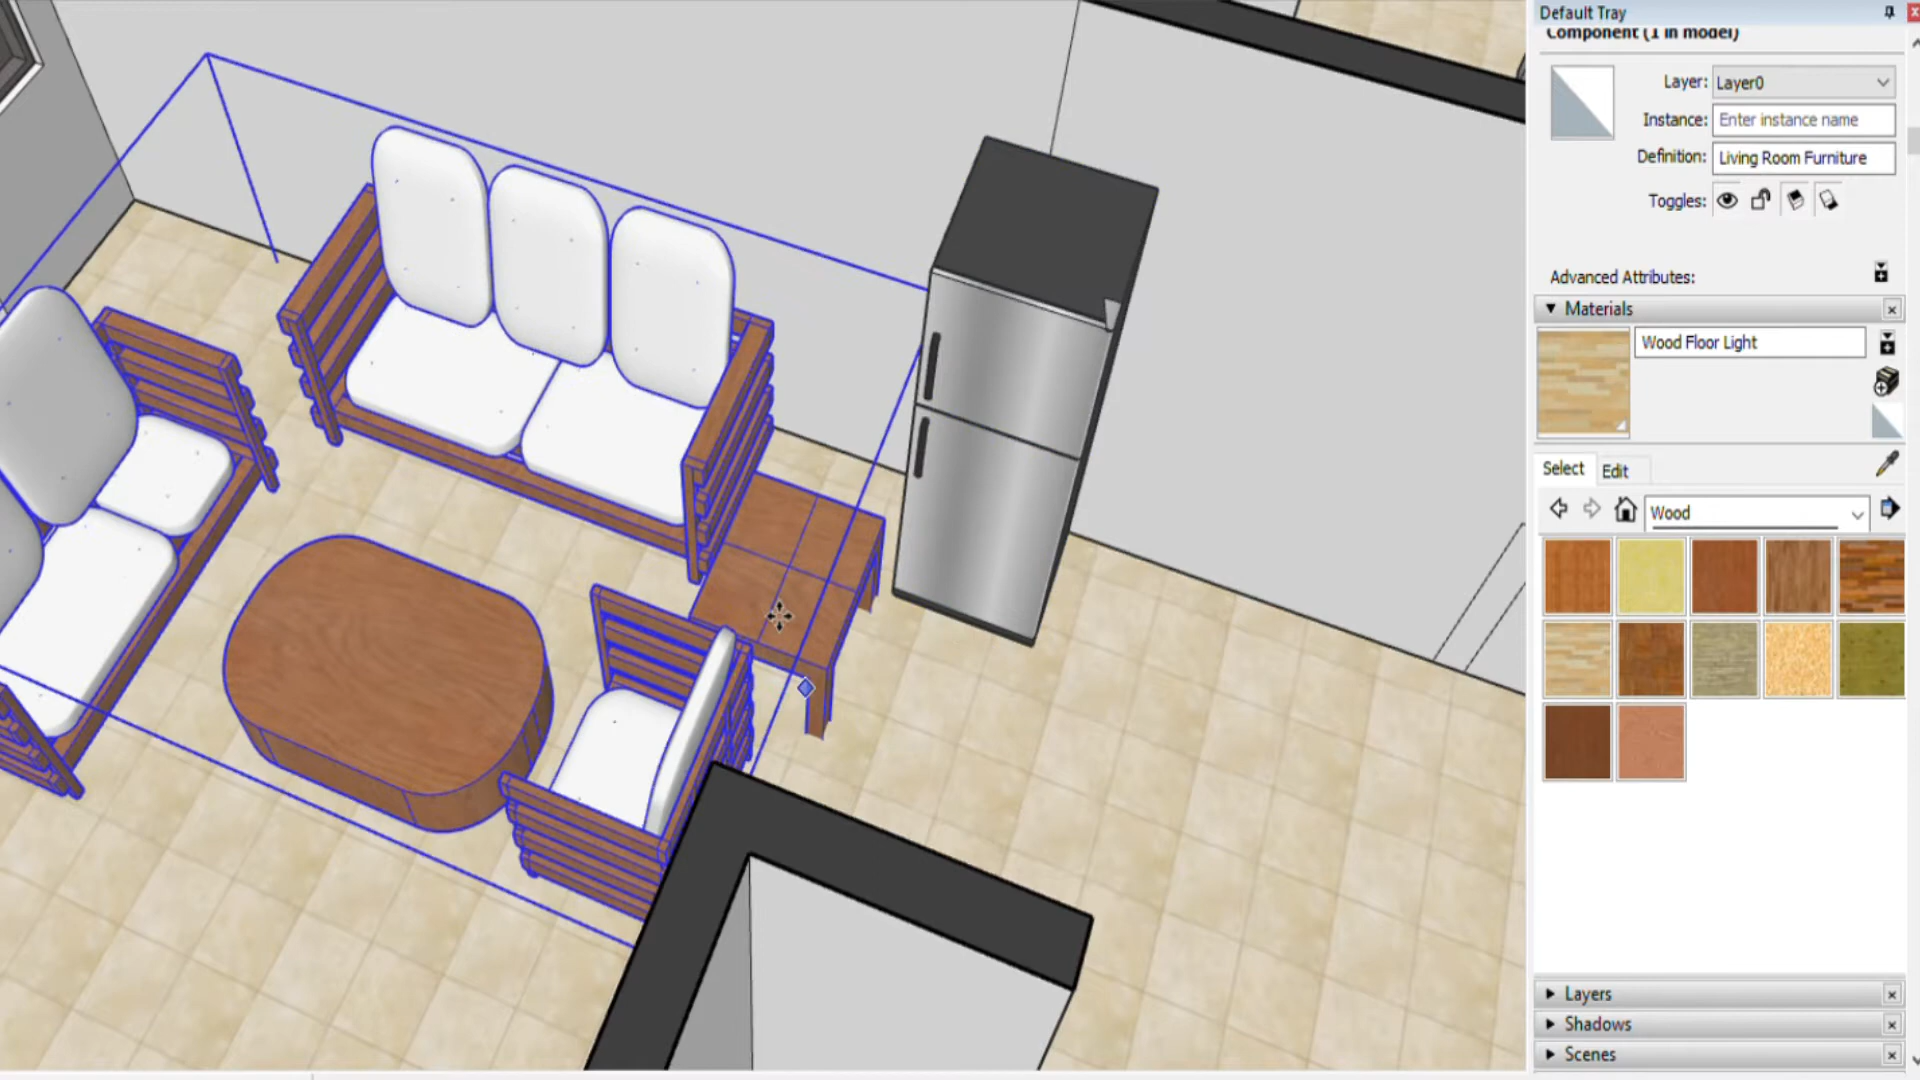 Default Tray
Component (1 in model)
Layer: Layer0
Instance: Enter instance name
Definition: Living Room Furniture
Toggles:
Advanced Attributes:
Materials
Wood Floor Light
Select Edit
Wood
Layers
Shadows
Scenes